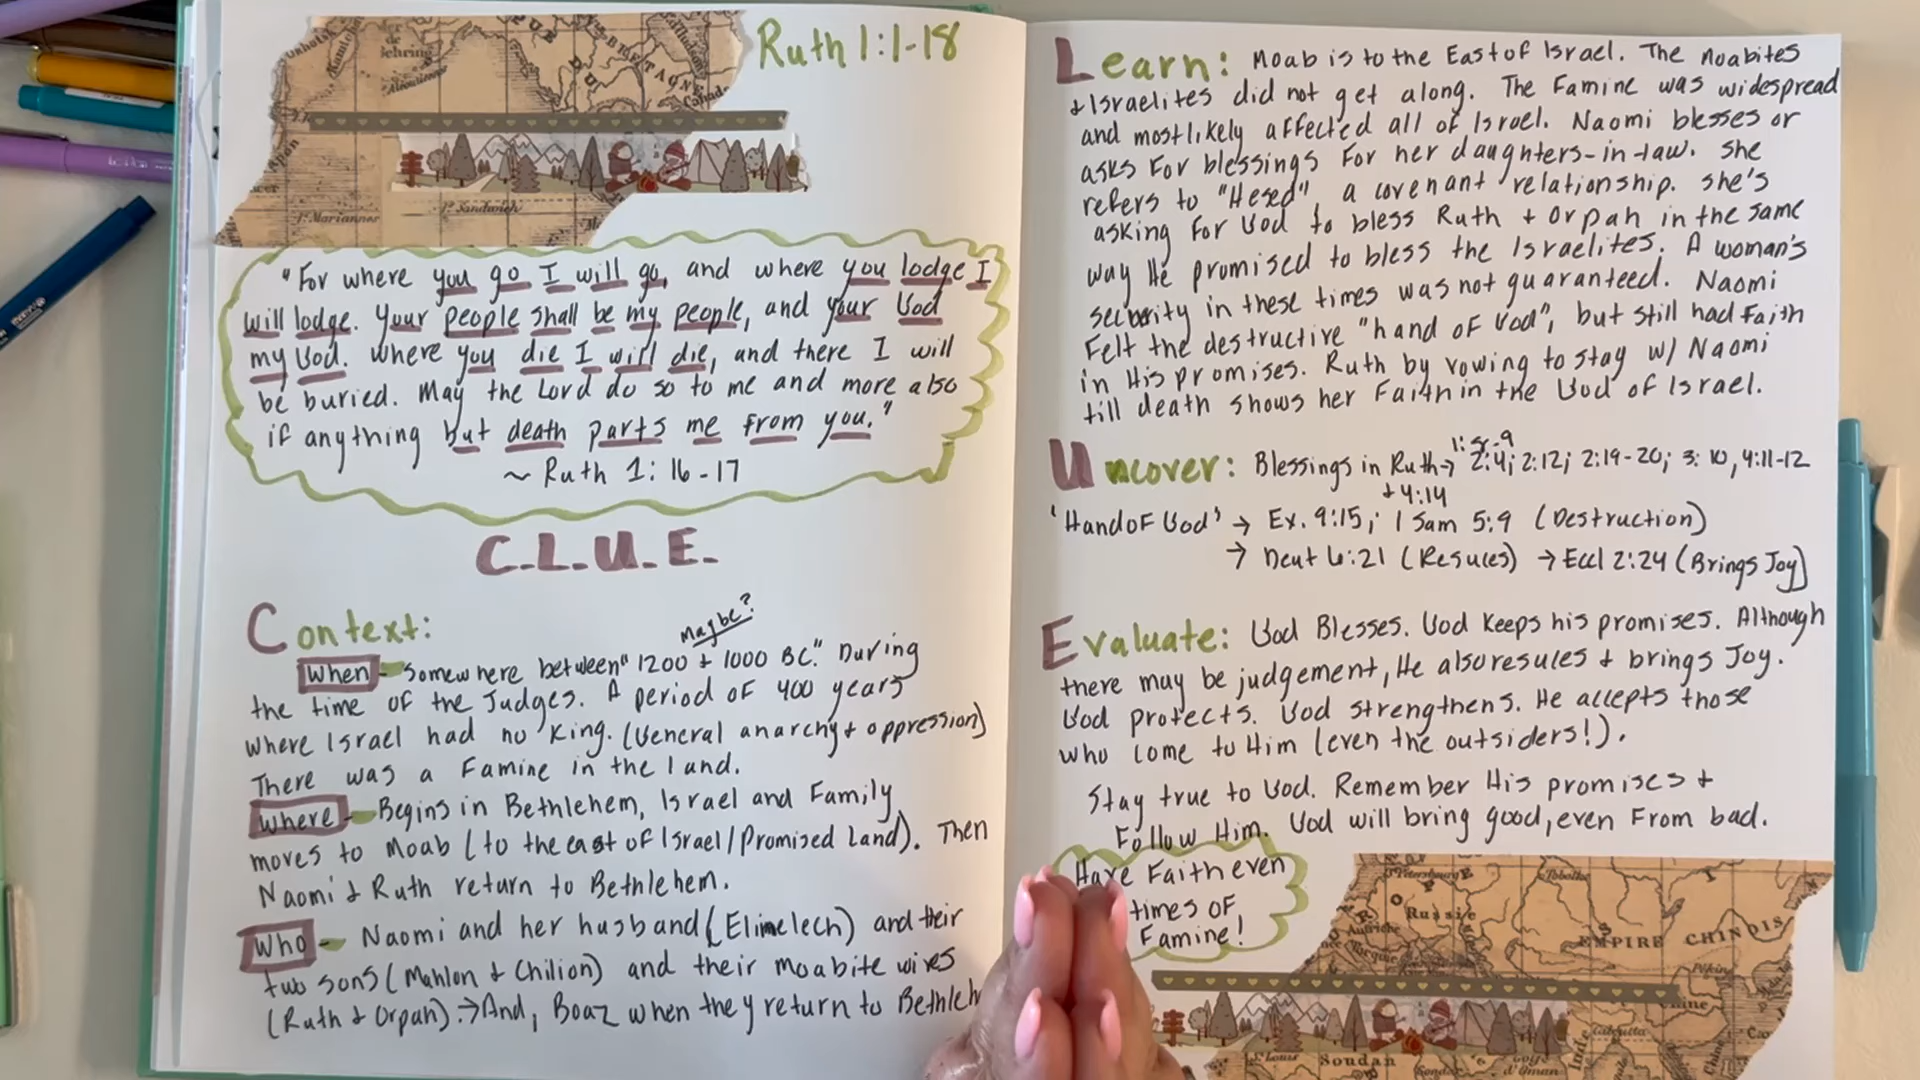 Ruth 1:1-18
"For where you go I will go, and where you lodge I
will lodge. Your people shall be my people, and your God
my God. Where you die I will die, and there I will
be buried. May the Lord do so to me and more also
if anything but death parts me from you."
~ Ruth 1:16-17
C.L.U.E.
Context:
Maybe?
When - Somewhere between "1200 + 1000 BC." During
the time of the Judges. A period of 400 years
where Israel had no King. (General anarchy + oppression)
There was a Famine in the land.
Where - Begins in Bethlehem, Israel and Family
moves to Moab (to the east of Israel/Promised Land). Then
Naomi + Ruth return to Bethlehem.
Who - Naomi and her husband (Elimelech) and their
two sons (Mahlon + Chilion) and their moabite wives
(Ruth + Orpah). → And, Boaz when they return to Bethleh
Learn: Moab is to the East of Israel. The Moabites
+ Israelites did not get along. The Famine was widespread
and most likely affected all of Israel. Naomi blesses or
asks For blessings For her daughters-in-law. She
refers to "Hesed" a covenant relationship. She's
asking For God to bless Ruth + Orpah in the same
way He promised to bless the Israelites. A woman's
security in these times was not guaranteed. Naomi
Felt the destructive "hand of God", but still had Faith
in His promises. Ruth by vowing to stay w/ Naomi
till death shows her Faith in the God of Israel.
Uncover: Blessings in Ruth → 2:4; 2:12; 2:19-20; 3:10, 4:11-12
+ 4:14
'Hand of God' → Ex. 9:15; 1 Sam 5:9 (Destruction)
→ Deut 6:21 (Resuces) → Eccl 2:24 (Brings Joy)
Evaluate: God Blesses. God Keeps his promises. Although
there may be judgement, He also resules + brings Joy.
God protects. God strengthens. He accepts those
who come to Him (even the outsiders!).
Stay true to God. Remember His promises +
Follow Him. God will bring good, even From bad.
Have Faith even
times of
Famine!
Russie
EMPIRE CHINOIS
Soudan
I. Sandwich
I. Mariannes